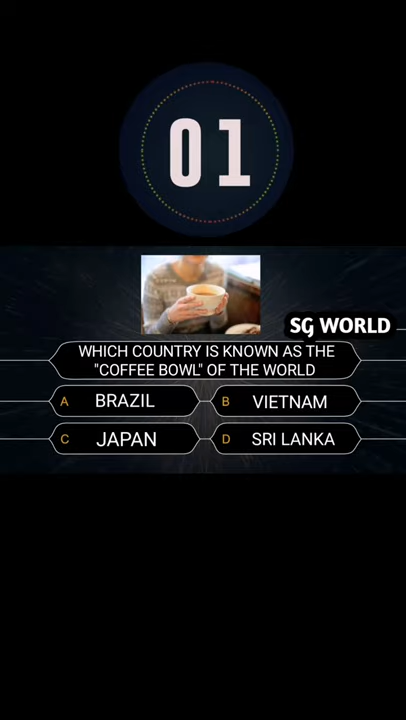 01
SG WORLD
WHICH COUNTRY IS KNOWN AS THE
"COFFEE BOWL" OF THE WORLD
A BRAZIL
B VIETNAM
C JAPAN
D SRI LANKA